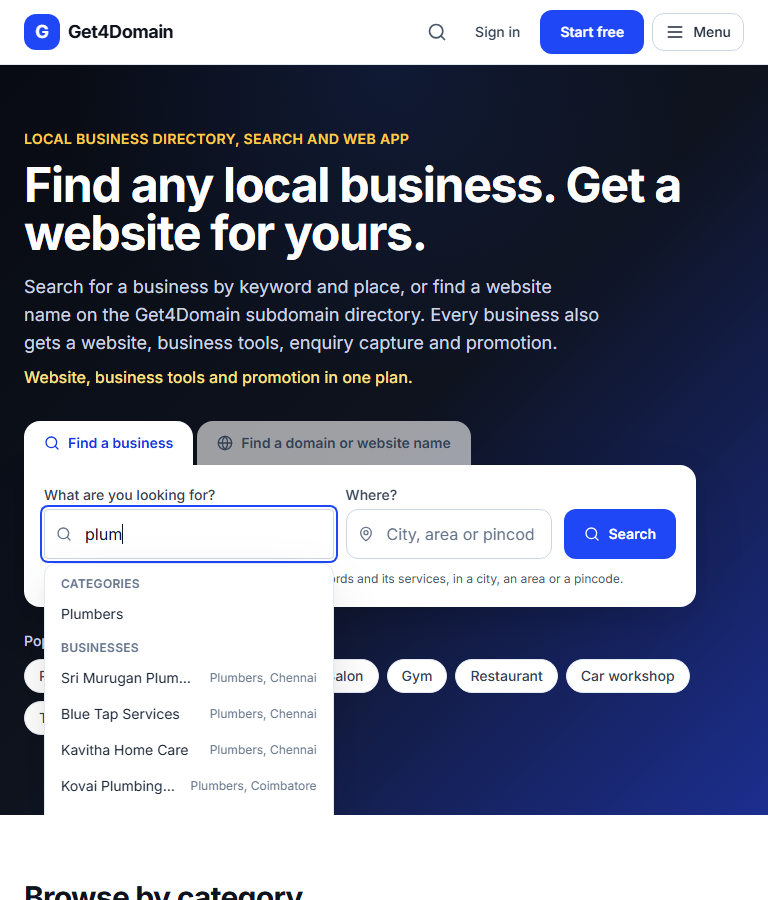 G Get4Domain Sign in Start free Menu
LOCAL BUSINESS DIRECTORY, SEARCH AND WEB APP
Find any local business. Get a
website for yours.
Search for a business by keyword and place, or find a website
name on the Get4Domain subdomain directory. Every business also
gets a website, business tools, enquiry capture and promotion.
Website, business tools and promotion in one plan.
Find a business Find a domain or website name
What are you looking for? Where?
plum City, area or pincod Search
CATEGORIES and its services, in a city, an area or a pincode.
Plumbers
BUSINESSES
Sri Murugan Plum... Plumbers, Chennai
Gym Restaurant Car workshop
Blue Tap Services Plumbers, Chennai
Kavitha Home Care Plumbers, Chennai
Kovai Plumbing... Plumbers, Coimbatore
Browse by category